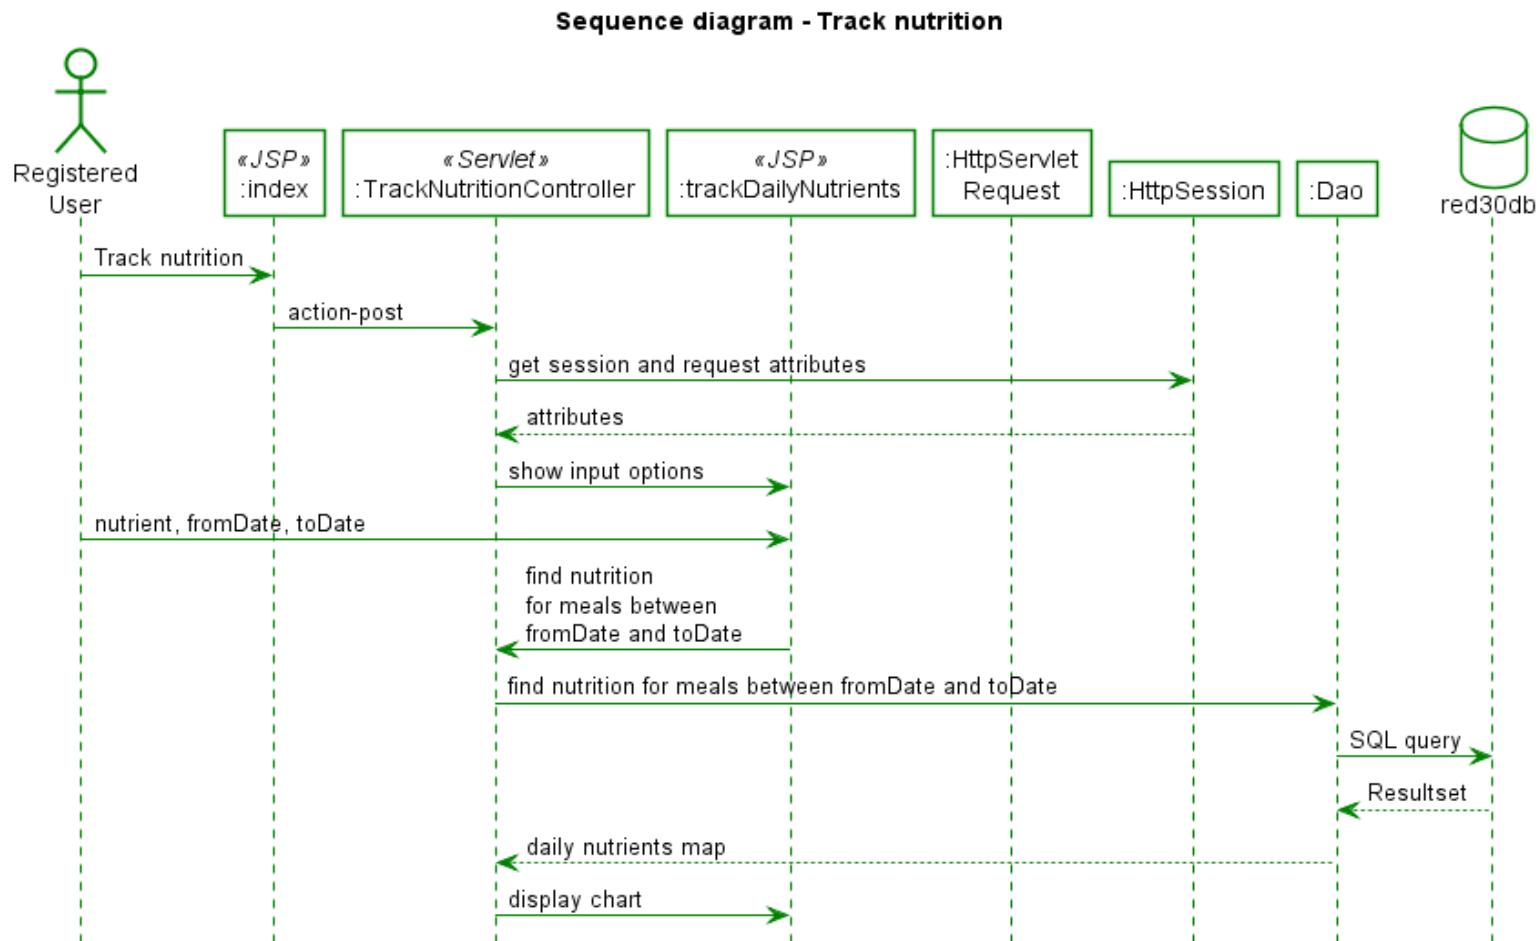 Sequence diagram - Track nutrition
Registered
User
«JSP»
:index
«Servlet»
:TrackNutritionController
«JSP»
:trackDailyNutrients
:HttpServlet
Request
:HttpSession
:Dao
red30db
Track nutrition
action-post
get session and request attributes
attributes
show input options
nutrient, fromDate, toDate
find nutrition
for meals between
fromDate and toDate
find nutrition for meals between fromDate and toDate
SQL query
Resultset
daily nutrients map
display chart